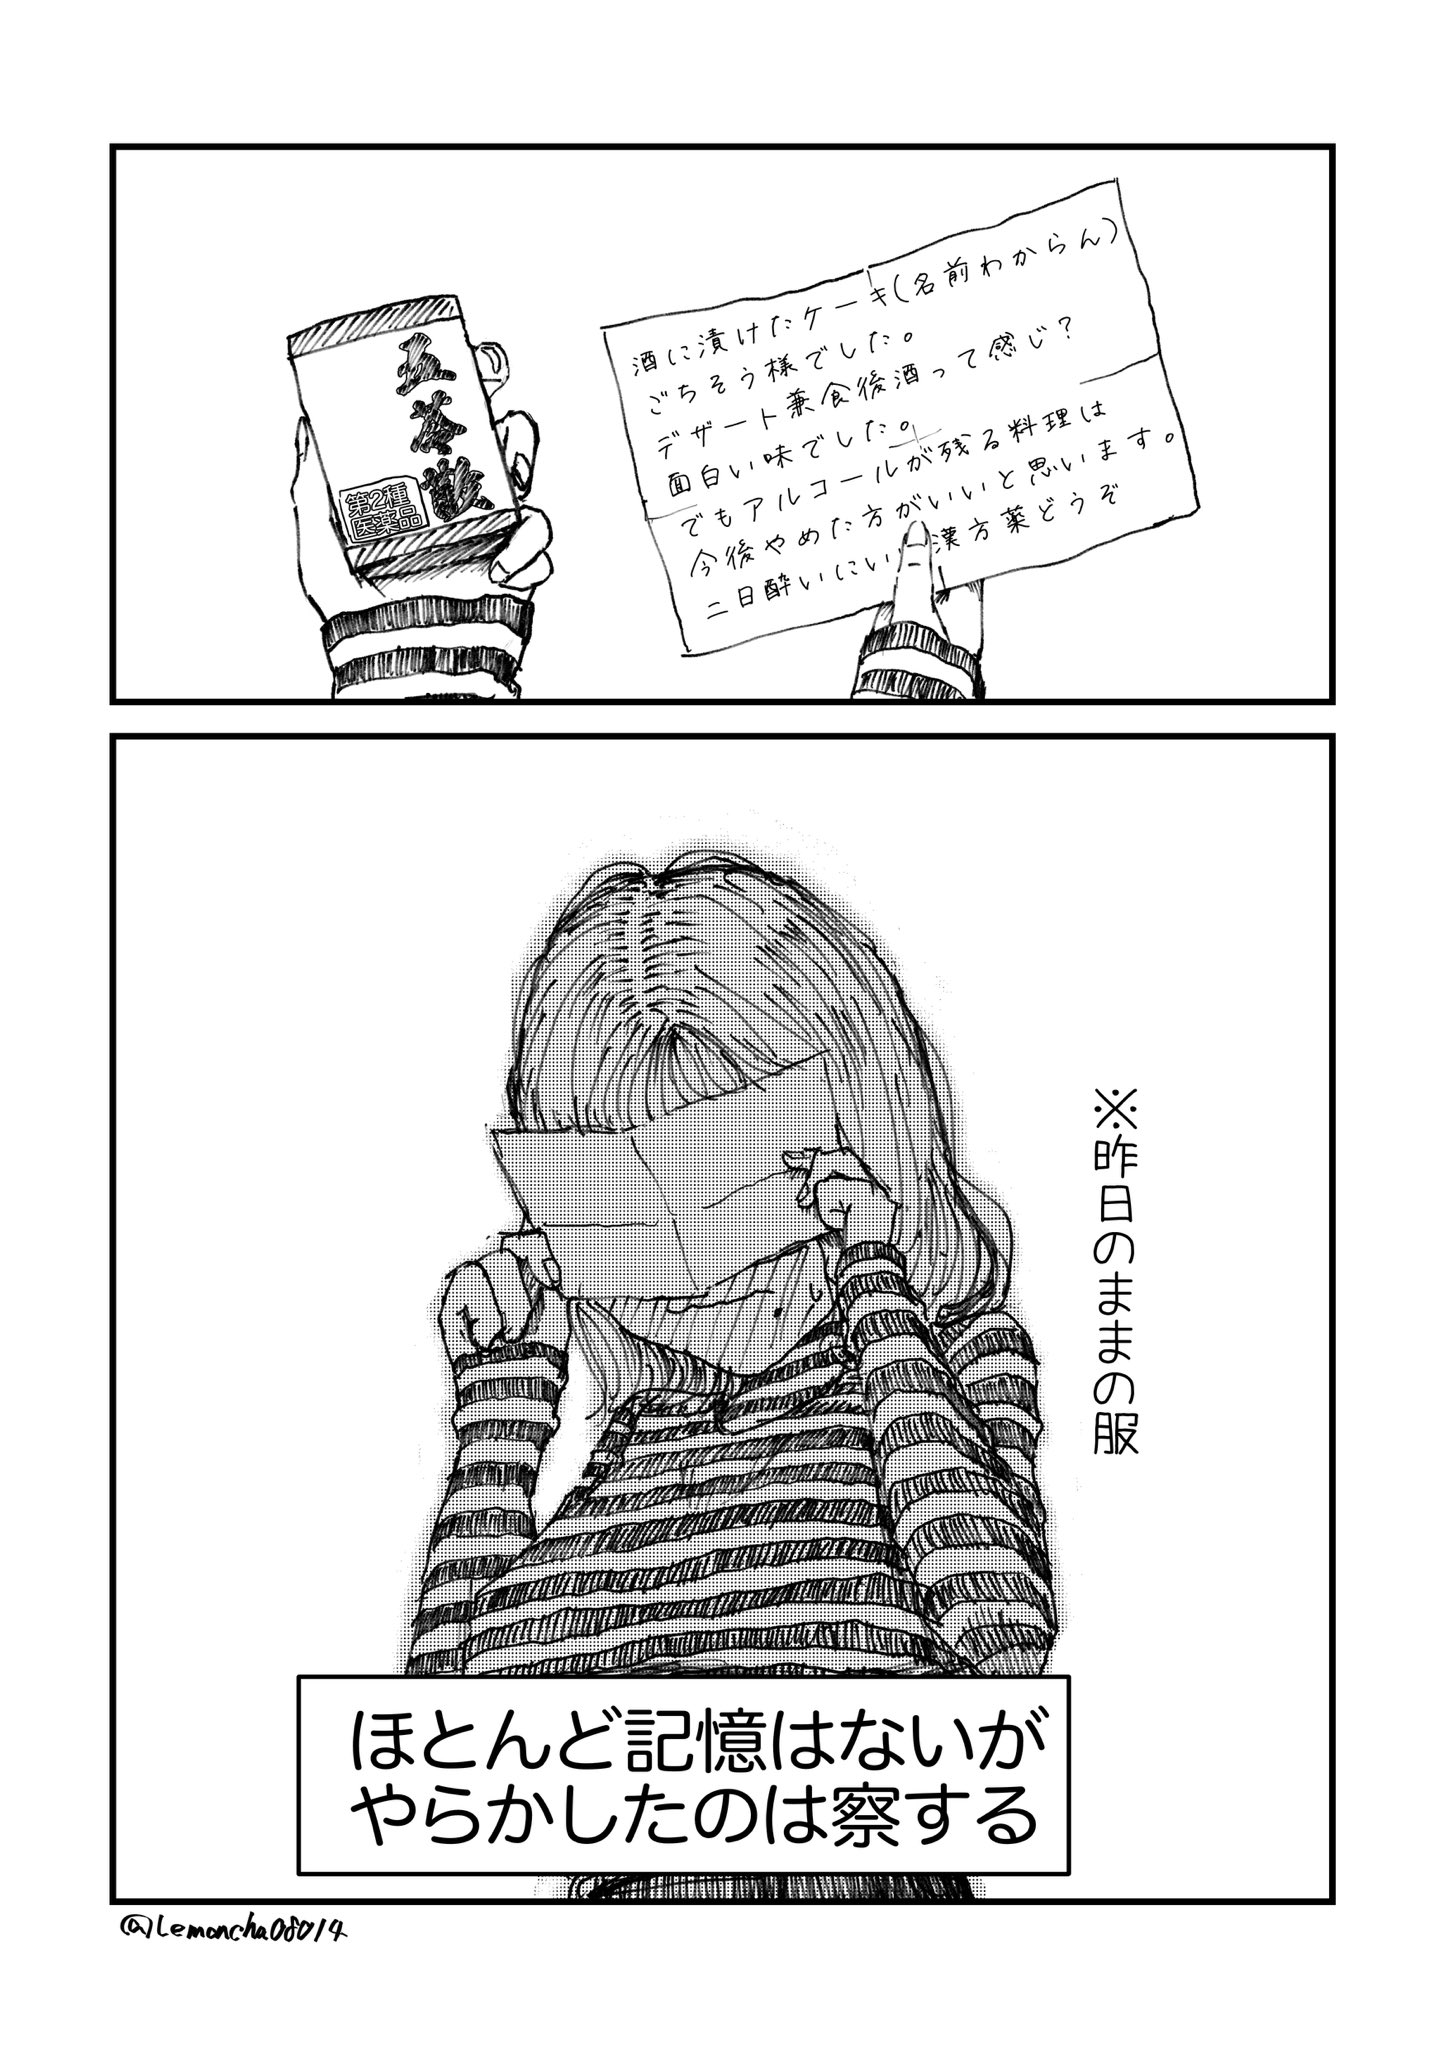 五苓散
第2種
医薬品
酒に漬けたケーキ(名前わからん)
ごちそう様でした。
デザート兼食後酒って感じ?
面白い味でした。
でもアルコールが残る料理は
今後やめた方がいいと思います。
二日酔いにいい漢方薬どうぞ
※昨日のままの服
ほとんど記憶はないが
やらかしたのは察する
@Lemoncha08014